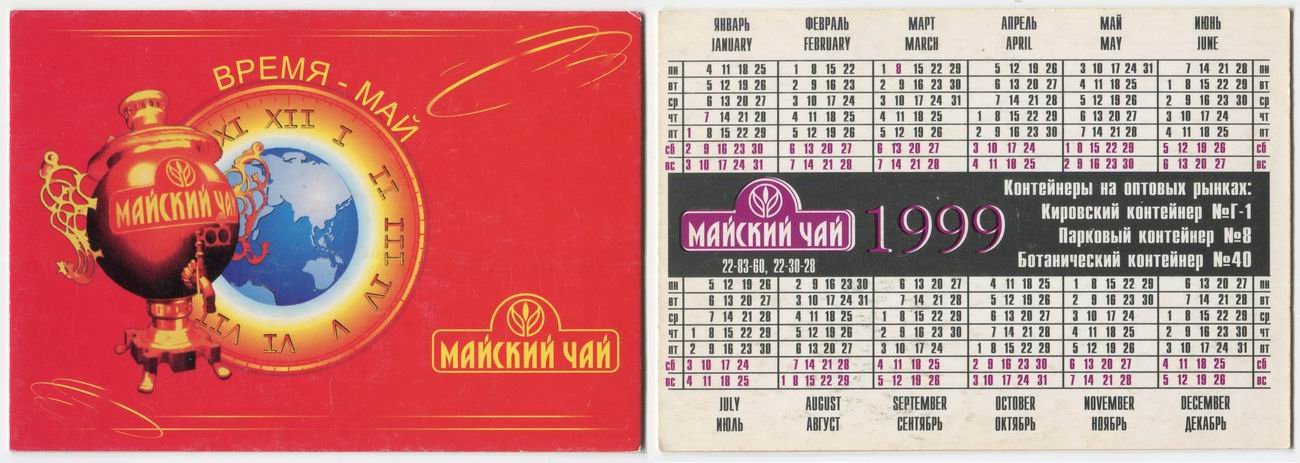 ВРЕМЯ - МАЙ
XI XII I II III IV V VI VII
МАЙСКИЙ ЧАЙ
МАЙСКИЙ ЧАЙ
ЯНВАРЬ ФЕВРАЛЬ МАРТ АПРЕЛЬ МАЙ ИЮНЬ
JANUARY FEBRUARY MARCH APRIL MAY JUNE
ПН 4 11 18 25 1 8 15 22 1 8 15 22 29 5 12 19 26 3 10 17 24 31 7 14 21 28 ПН
ВТ 5 12 19 26 2 9 16 23 2 9 16 23 30 6 13 20 27 4 11 18 25 1 8 15 22 29 ВТ
СР 6 13 20 27 3 10 17 24 3 10 17 24 31 7 14 21 28 5 12 19 26 2 9 16 23 30 СР
ЧТ 7 14 21 28 4 11 18 25 4 11 18 25 1 8 15 22 29 6 13 20 27 3 10 17 24 ЧТ
ПТ 1 8 15 22 29 5 12 19 26 5 12 19 26 2 9 16 23 30 7 14 21 28 4 11 18 25 ПТ
СБ 2 9 16 23 30 6 13 20 27 6 13 20 27 3 10 17 24 1 8 15 22 29 5 12 19 26 СБ
ВС 3 10 17 24 31 7 14 21 28 7 14 21 28 4 11 18 25 2 9 16 23 30 6 13 20 27 ВС
МАЙСКИЙ ЧАЙ
22-83-60, 22-30-28
1999
Контейнеры на оптовых рынках:
Кировский контейнер №Г-1
Парковый контейнер №8
Ботанический контейнер №40
ПН 5 12 19 26 2 9 16 23 30 6 13 20 27 4 11 18 25 1 8 15 22 29 6 13 20 27 ПН
ВТ 6 13 20 27 3 10 17 24 31 7 14 21 28 5 12 19 26 2 9 16 23 30 7 14 21 28 ВТ
СР 7 14 21 28 4 11 18 25 1 8 15 22 29 6 13 20 27 3 10 17 24 1 8 15 22 29 СР
ЧТ 1 8 15 22 29 5 12 19 26 2 9 16 23 30 7 14 21 28 4 11 18 25 2 9 16 23 30 ЧТ
ПТ 2 9 16 23 30 6 13 20 27 3 10 17 24 1 8 15 22 29 5 12 19 26 3 10 17 24 31 ПТ
СБ 3 10 17 24 7 14 21 28 4 11 18 25 2 9 16 23 30 6 13 20 27 4 11 18 25 СБ
ВС 4 11 18 25 1 8 15 22 29 5 12 19 26 3 10 17 24 31 7 14 21 28 5 12 19 26 ВС
JULY AUGUST SEPTEMBER OCTOBER NOVEMBER DECEMBER
ИЮЛЬ АВГУСТ СЕНТЯБРЬ ОКТЯБРЬ НОЯБРЬ ДЕКАБРЬ